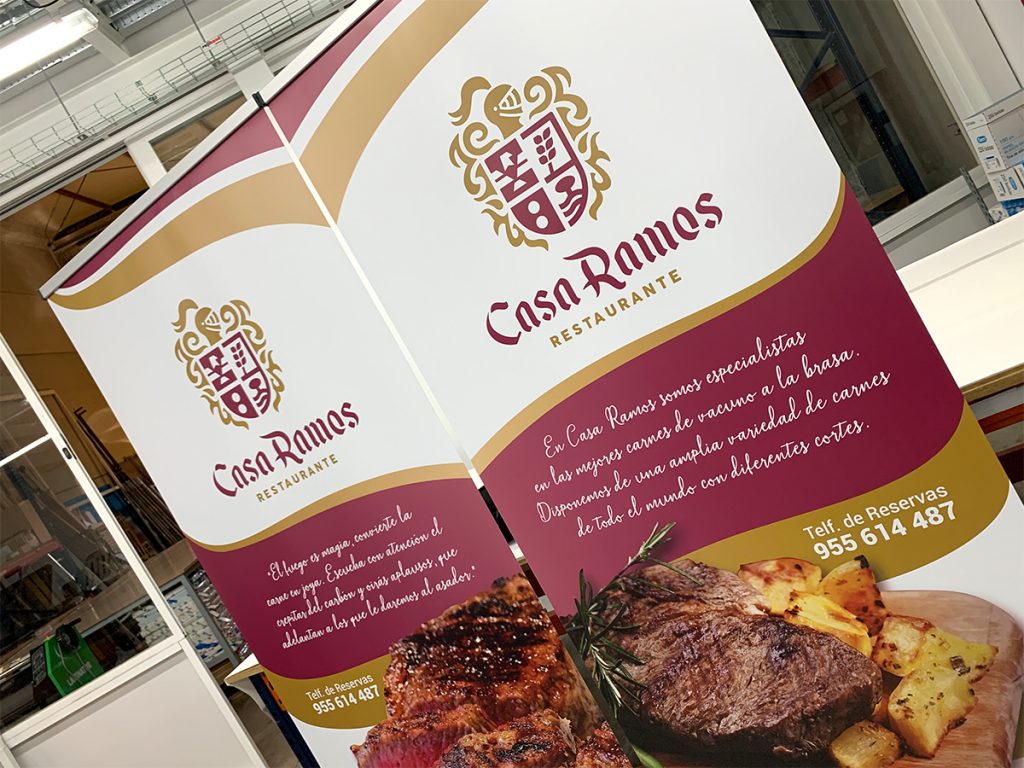 Casa Ramos
RESTAURANTE
"El fuego es magia, convierte la
carne en joya. Escucha con atención el
crepitar del carbón y oirás aplausos, que
adelantan a los que le daremos al asador."
Telf. de Reservas
955 614 487
Casa Ramos
RESTAURANTE
En Casa Ramos somos especialistas
en las mejores carnes de vacuno a la brasa.
Disponemos de una amplia variedad de carnes
de todo el mundo con diferentes cortes.
Telf. de Reservas
955 614 487